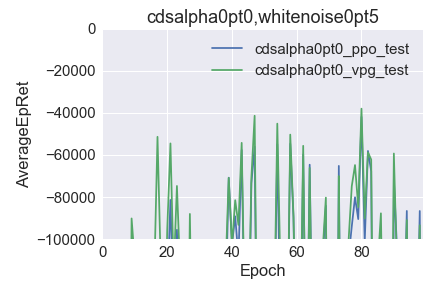 cdsalpha0pt0,whitenoise0pt5
cdsalpha0pt0_ppo_test
cdsalpha0pt0_vpg_test
AverageEpRet
0
−20000
−40000
−60000
−80000
−100000
0 20 40 60 80
Epoch